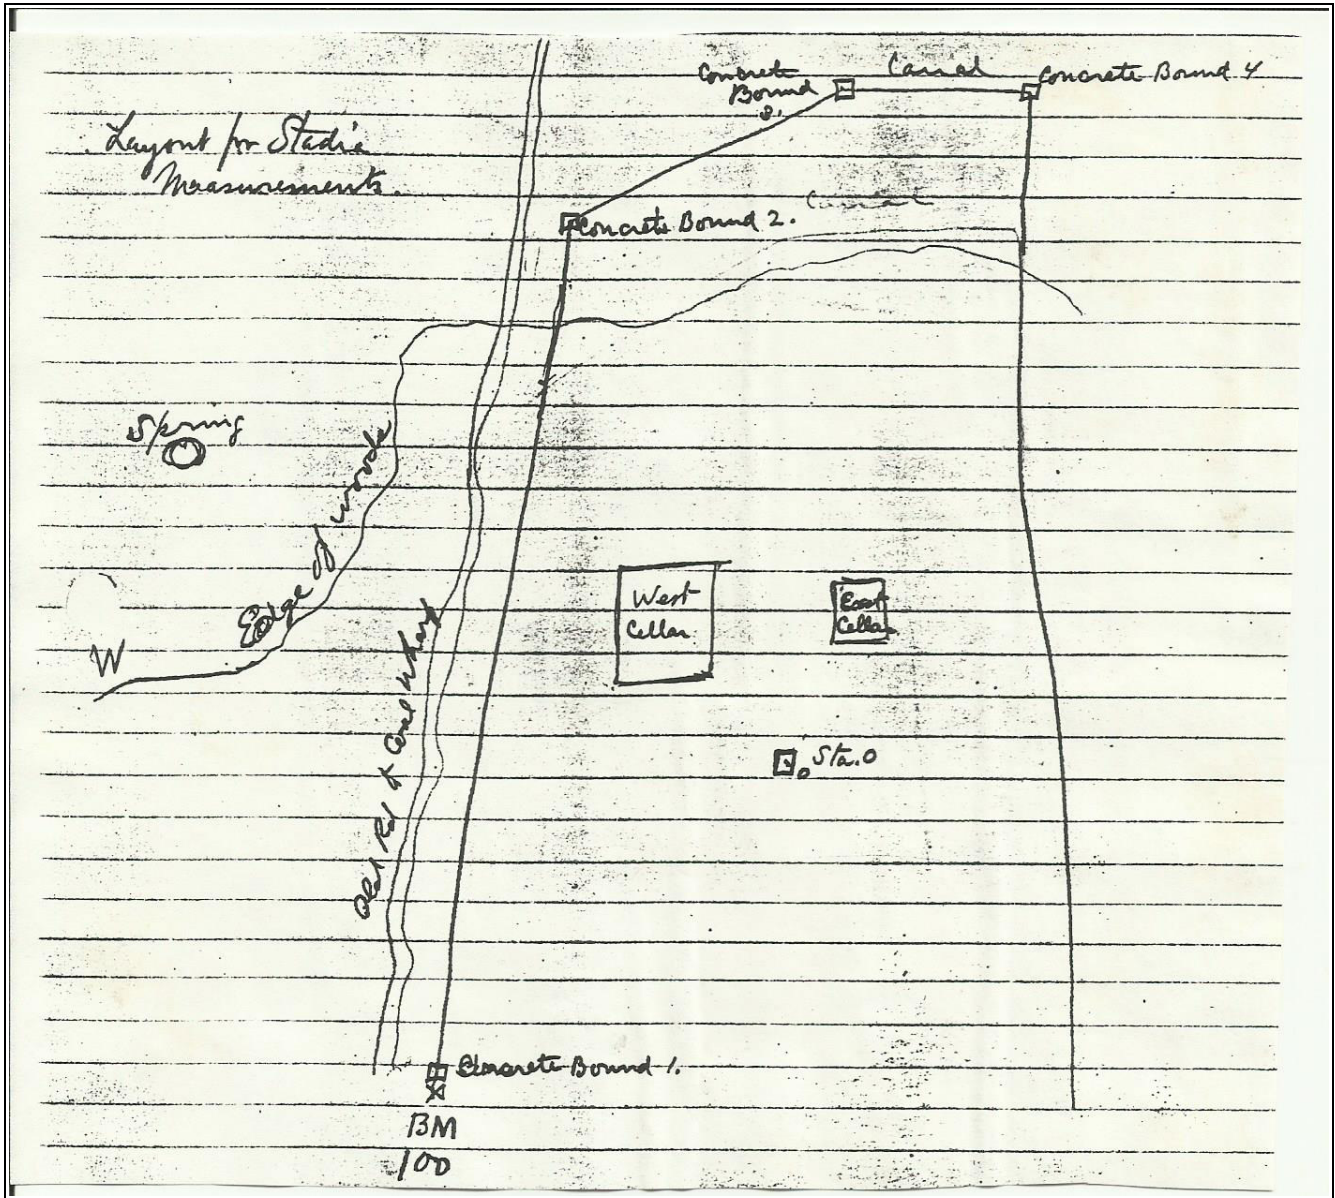 Layout for Stadia
Measurements.
Concrete
Bound
3.
Canal
Concrete Bound 4
Concrete Bound 2.
Canal
Spring
Edge of woods
W
West
Cellar
East
Cellar
Old Rd to Coal Wharf
Sta. 0
Concrete Bound 1.
BM
100